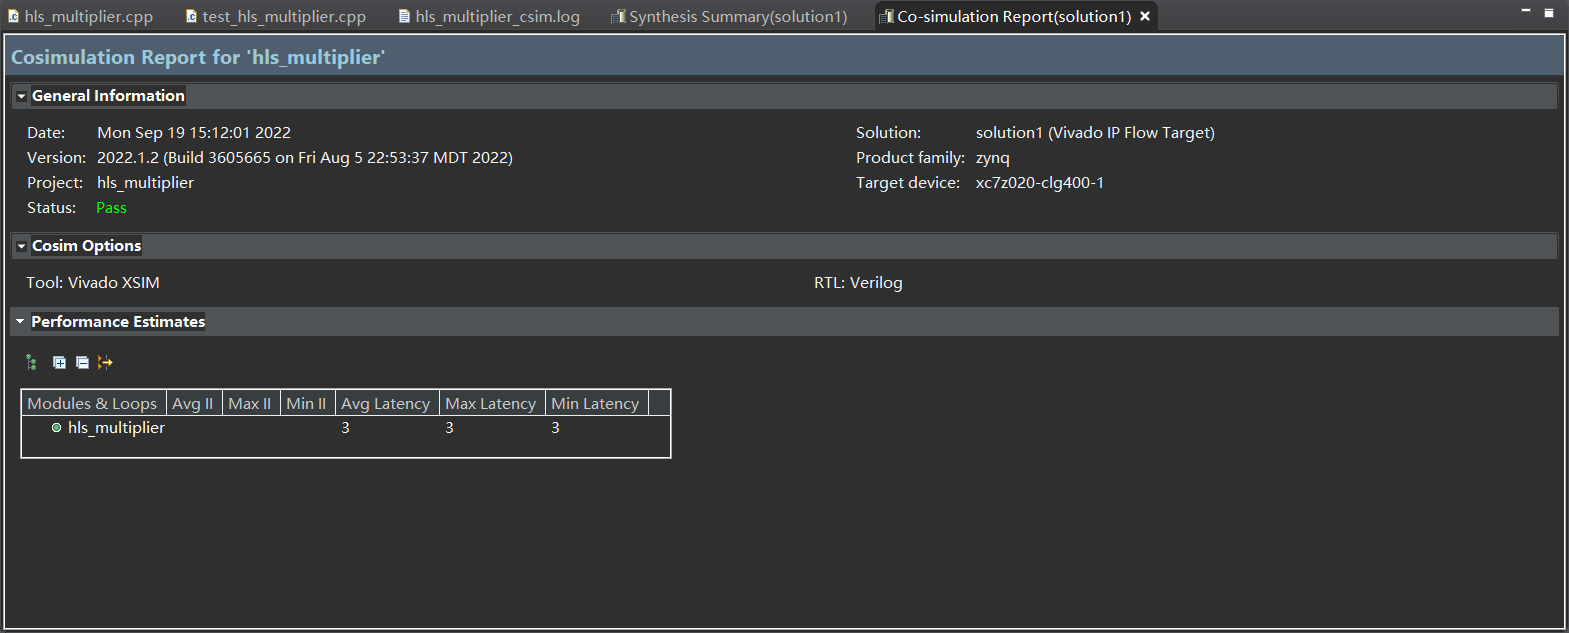 hls_multiplier.cpp test_hls_multiplier.cpp hls_multiplier_csim.log Synthesis Summary(solution1) Co-simulation Report(solution1)
Cosimulation Report for 'hls_multiplier'
General Information
Date: Mon Sep 19 15:12:01 2022 Solution: solution1 (Vivado IP Flow Target)
Version: 2022.1.2 (Build 3605665 on Fri Aug 5 22:53:37 MDT 2022) Product family: zynq
Project: hls_multiplier Target device: xc7z020-clg400-1
Status: Pass
Cosim Options
Tool: Vivado XSIM RTL: Verilog
Performance Estimates
Modules & Loops Avg II Max II Min II Avg Latency Max Latency Min Latency
hls_multiplier 3 3 3